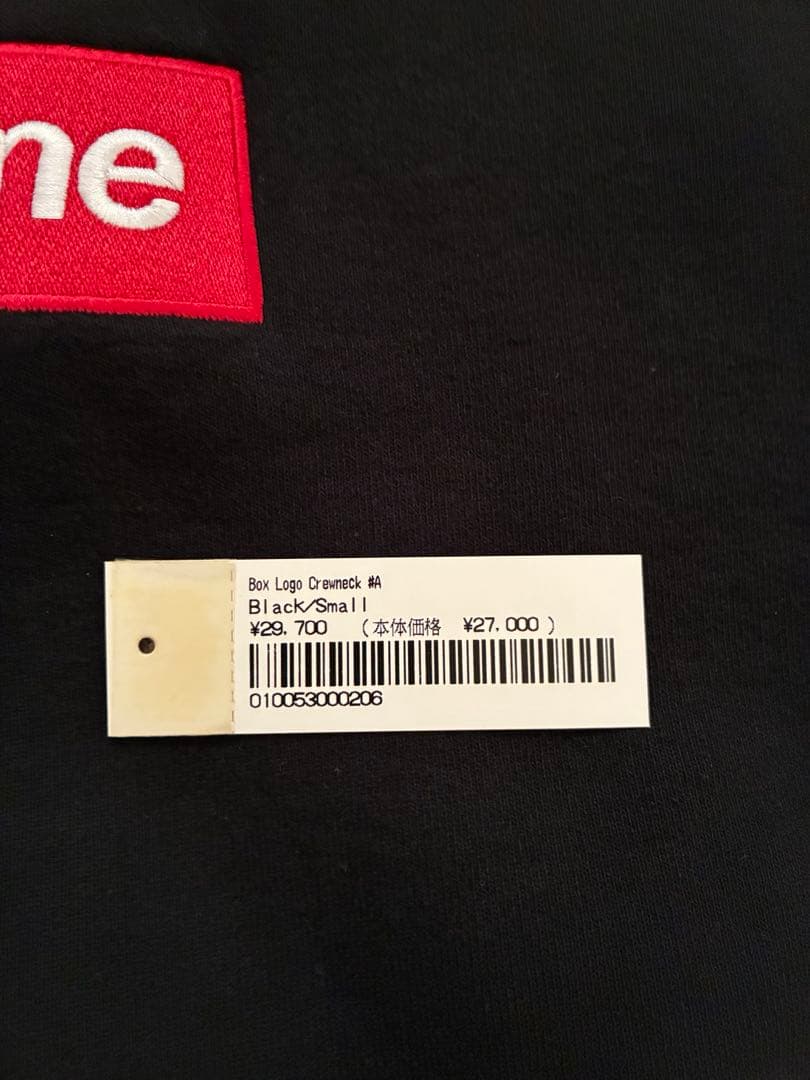 me
Box Logo Crewneck #A
Black/Small
¥29,700 (本体価格 ¥27,000 )
010053000206